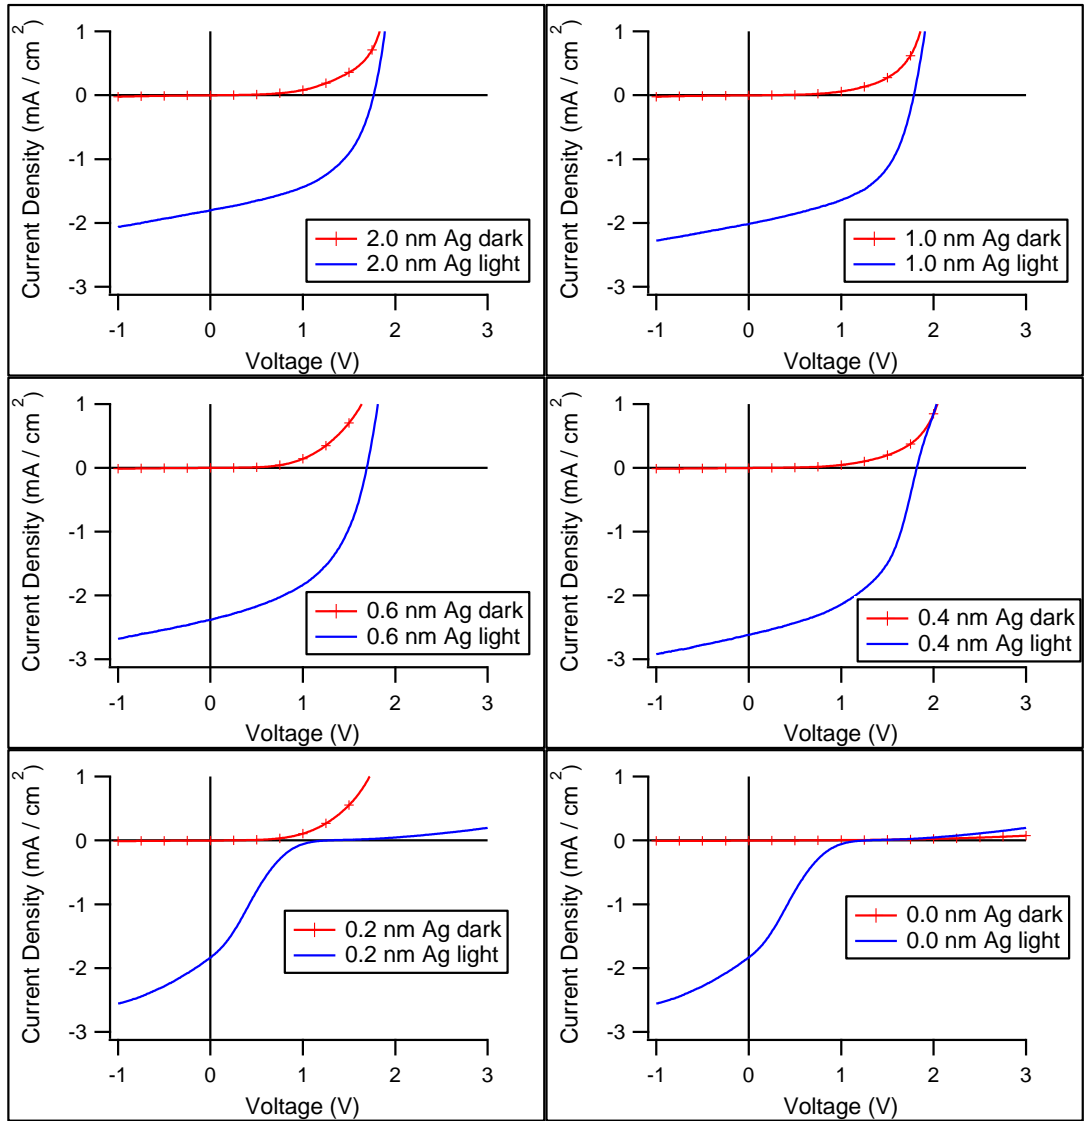 Current Density (mA / cm²)
1
0
-1
-2
-3
2.0 nm Ag dark
2.0 nm Ag light
-1 0 1 2 3
Voltage (V)
Current Density (mA / cm²)
1
0
-1
-2
-3
1.0 nm Ag dark
1.0 nm Ag light
-1 0 1 2 3
Voltage (V)
Current Density (mA / cm²)
1
0
-1
-2
-3
0.6 nm Ag dark
0.6 nm Ag light
-1 0 1 2 3
Voltage (V)
Current Density (mA / cm²)
1
0
-1
-2
-3
0.4 nm Ag dark
0.4 nm Ag light
-1 0 1 2 3
Voltage (V)
Current Density (mA / cm²)
1
0
-1
-2
-3
0.2 nm Ag dark
0.2 nm Ag light
-1 0 1 2 3
Voltage (V)
Current Density (mA / cm²)
1
0
-1
-2
-3
0.0 nm Ag dark
0.0 nm Ag light
-1 0 1 2 3
Voltage (V)